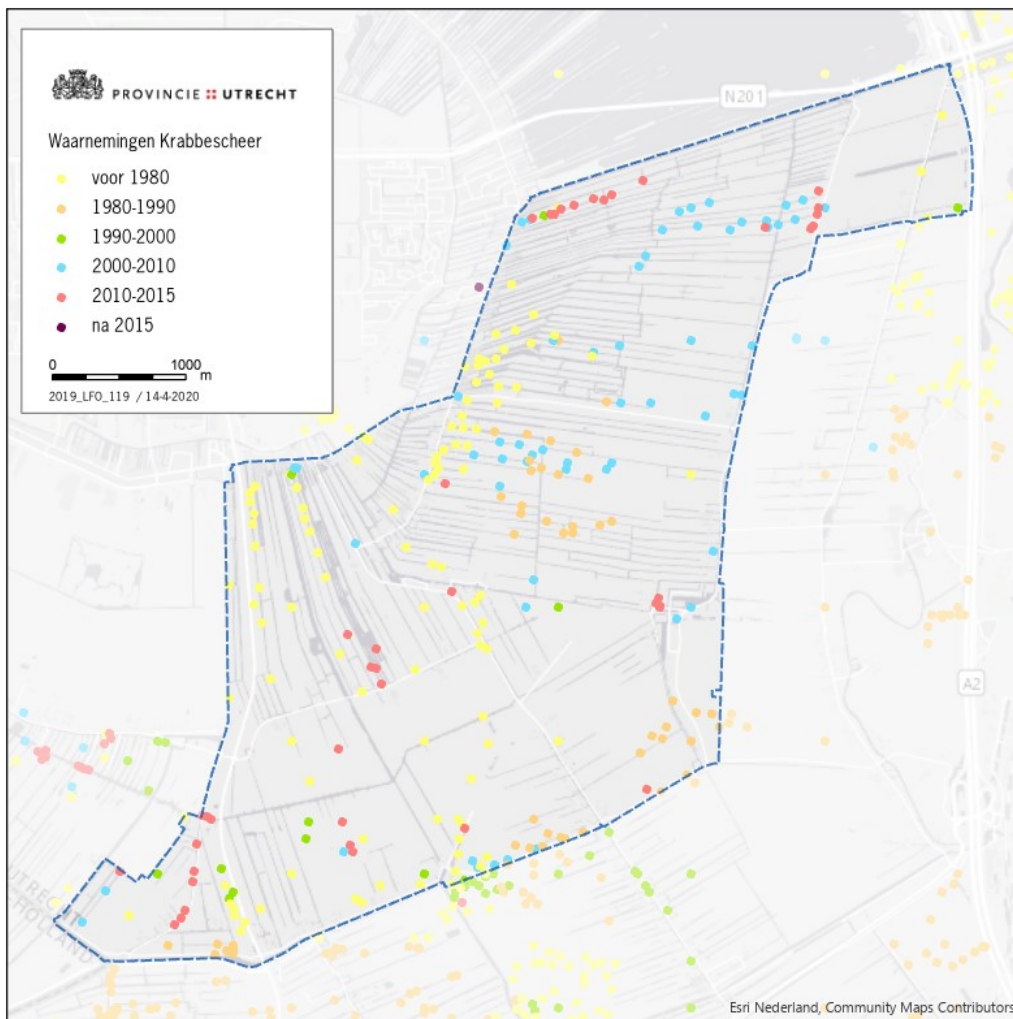 PROVINCIE UTRECHT
Waarnemingen Krabbescheer
voor 1980
1980-1990
1990-2000
2000-2010
2010-2015
na 2015
0 1000 m
2019_LFO_119 / 14-4-2020
N201
A2
UTRECHT
HOLLAND
Esri Nederland, Community Maps Contributors